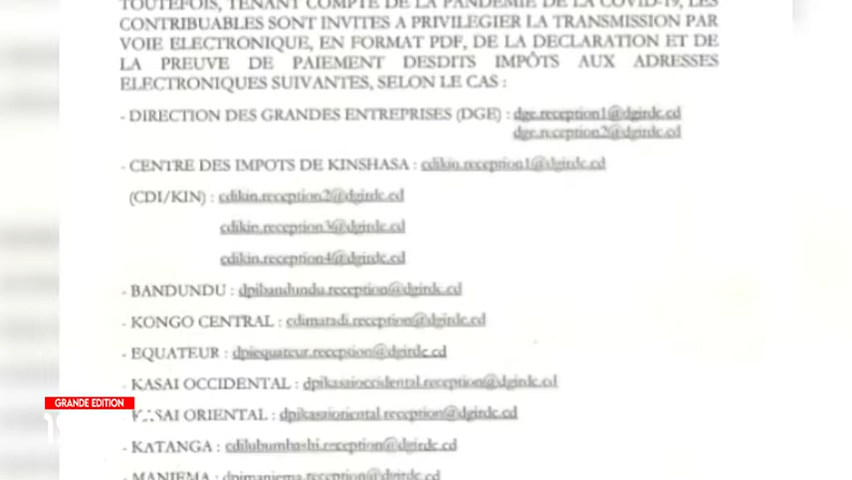 TOUTEFOIS, TENANT COMPTE DE LA PANDEMIE DE LA COVID-19, LES
CONTRIBUABLES SONT INVITES A PRIVILEGIER LA TRANSMISSION PAR
VOIE ELECTRONIQUE, EN FORMAT PDF, DE LA DECLARATION ET DE
LA PREUVE DE PAIEMENT DESDITS IMPÔTS AUX ADRESSES
ELECTRONIQUES SUIVANTES, SELON LE CAS :
- DIRECTION DES GRANDES ENTREPRISES (DGE) : dge.reception1@dgirdc.cd
dge.reception2@dgirdc.cd
- CENTRE DES IMPOTS DE KINSHASA : cdikin.reception1@dgirdc.cd
(CDI/KIN) : cdikin.reception2@dgirdc.cd
cdikin.reception3@dgirdc.cd
cdikin.reception4@dgirdc.cd
- BANDUNDU : dpibandundu.reception@dgirdc.cd
- KONGO CENTRAL : cdimatadi.reception@dgirdc.cd
- EQUATEUR : dpiequateur.reception@dgirdc.cd
- KASAI OCCIDENTAL : dpikasaioccidental.reception@dgirdc.cd
GRANDE EDITION
- KASAI ORIENTAL : dpikasaioriental.reception@dgirdc.cd
- KATANGA : cdilubumbashi.reception@dgirdc.cd
- MANIEMA : dpimaniema.reception@dgirdc.cd